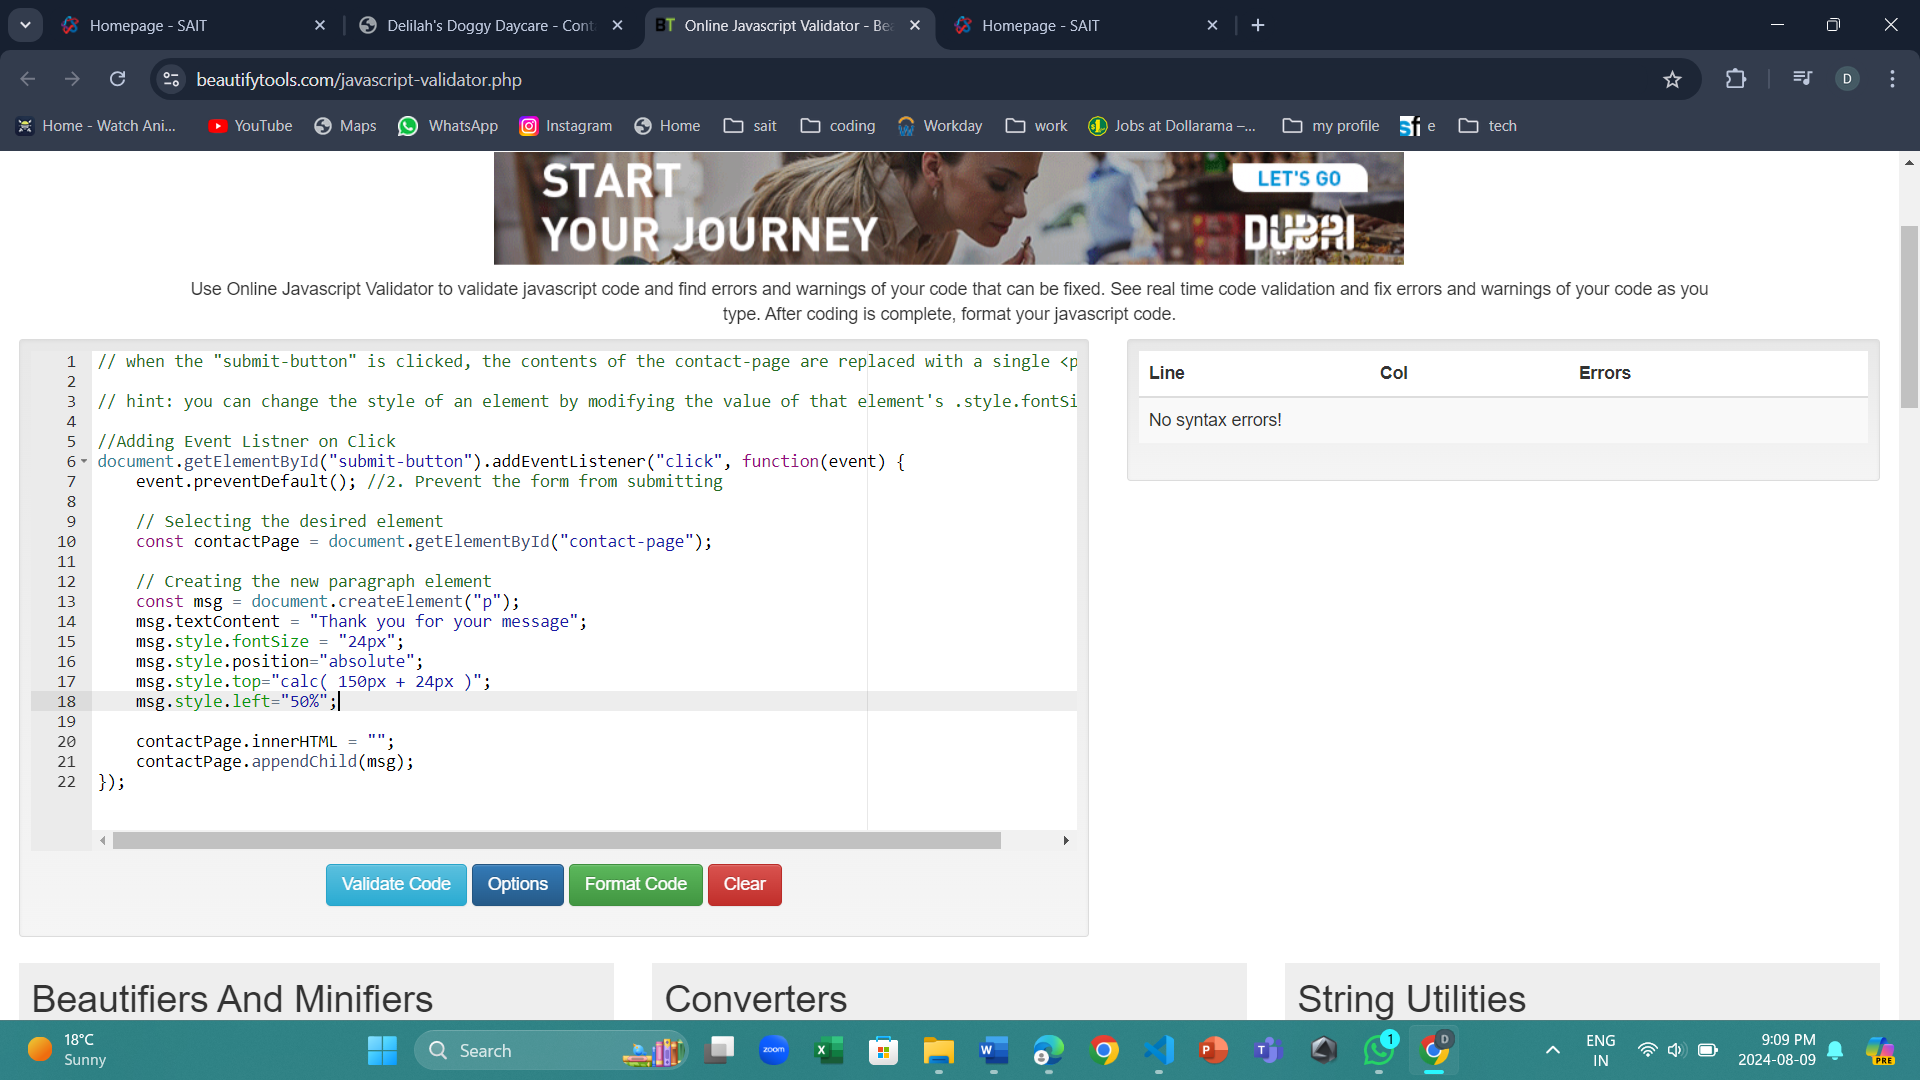 Homepage - SAIT
Delilah's Doggy Daycare - Cont
BT Online Javascript Validator - Be
Homepage - SAIT
beautifytools.com/javascript-validator.php
D
Home - Watch Ani...
YouTube
Maps
WhatsApp
Instagram
Home
sait
coding
Workday
work
Jobs at Dollarama –...
my profile
sf e
tech
START
YOUR JOURNEY
LET'S GO
DUBAI
Use Online Javascript Validator to validate javascript code and find errors and warnings of your code that can be fixed. See real time code validation and fix errors and warnings of your code as you
type. After coding is complete, format your javascript code.
1 // when the "submit-button" is clicked, the contents of the contact-page are replaced with a single <p
2
3 // hint: you can change the style of an element by modifying the value of that element's .style.fontSi
4
5 //Adding Event Listner on Click
6 document.getElementById("submit-button").addEventListener("click", function(event) {
7 event.preventDefault(); //2. Prevent the form from submitting
8
9 // Selecting the desired element
10 const contactPage = document.getElementById("contact-page");
11
12 // Creating the new paragraph element
13 const msg = document.createElement("p");
14 msg.textContent = "Thank you for your message";
15 msg.style.fontSize = "24px";
16 msg.style.position="absolute";
17 msg.style.top="calc( 150px + 24px )";
18 msg.style.left="50%";
19
20 contactPage.innerHTML = "";
21 contactPage.appendChild(msg);
22 });
Line Col Errors
No syntax errors!
Validate Code
Options
Format Code
Clear
Beautifiers And Minifiers
Converters
String Utilities
18°C
Sunny
Search
zoom
1
D
ENG
IN
9:09 PM
2024-08-09
PRE